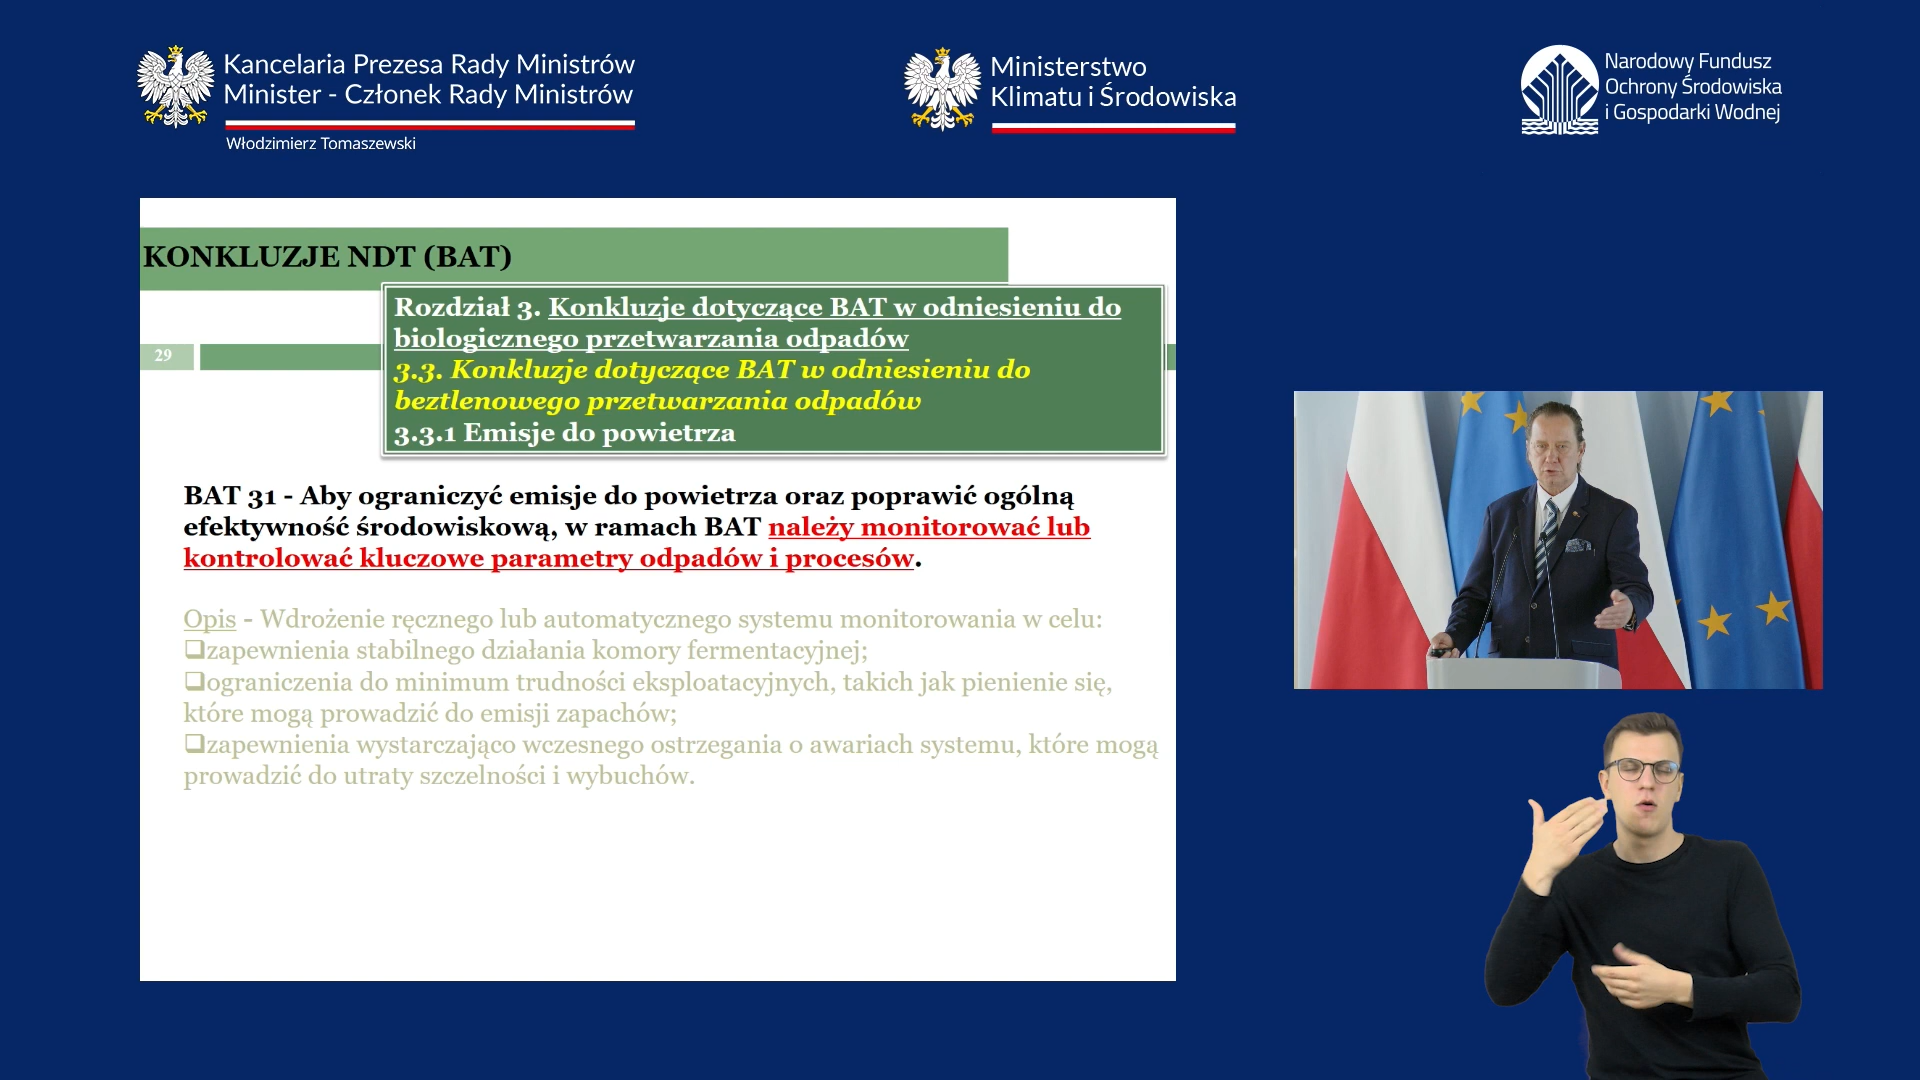 Kancelaria Prezesa Rady Ministrów
Minister - Członek Rady Ministrów
Włodzimierz Tomaszewski
Ministerstwo
Klimatu i Środowiska
Narodowy Fundusz
Ochrony Środowiska
i Gospodarki Wodnej
KONKLUZJE NDT (BAT)
29
Rozdział 3. Konkluzje dotyczące BAT w odniesieniu do
biologicznego przetwarzania odpadów
3.3. Konkluzje dotyczące BAT w odniesieniu do
beztlenowego przetwarzania odpadów
3.3.1 Emisje do powietrza
BAT 31 - Aby ograniczyć emisje do powietrza oraz poprawić ogólną
efektywność środowiskową, w ramach BAT należy monitorować lub
kontrolować kluczowe parametry odpadów i procesów.
Opis - Wdrożenie ręcznego lub automatycznego systemu monitorowania w celu:
❑zapewnienia stabilnego działania komory fermentacyjnej;
❑ograniczenia do minimum trudności eksploatacyjnych, takich jak pienienie się,
które mogą prowadzić do emisji zapachów;
❑zapewnienia wystarczająco wczesnego ostrzegania o awariach systemu, które mogą
prowadzić do utraty szczelności i wybuchów.